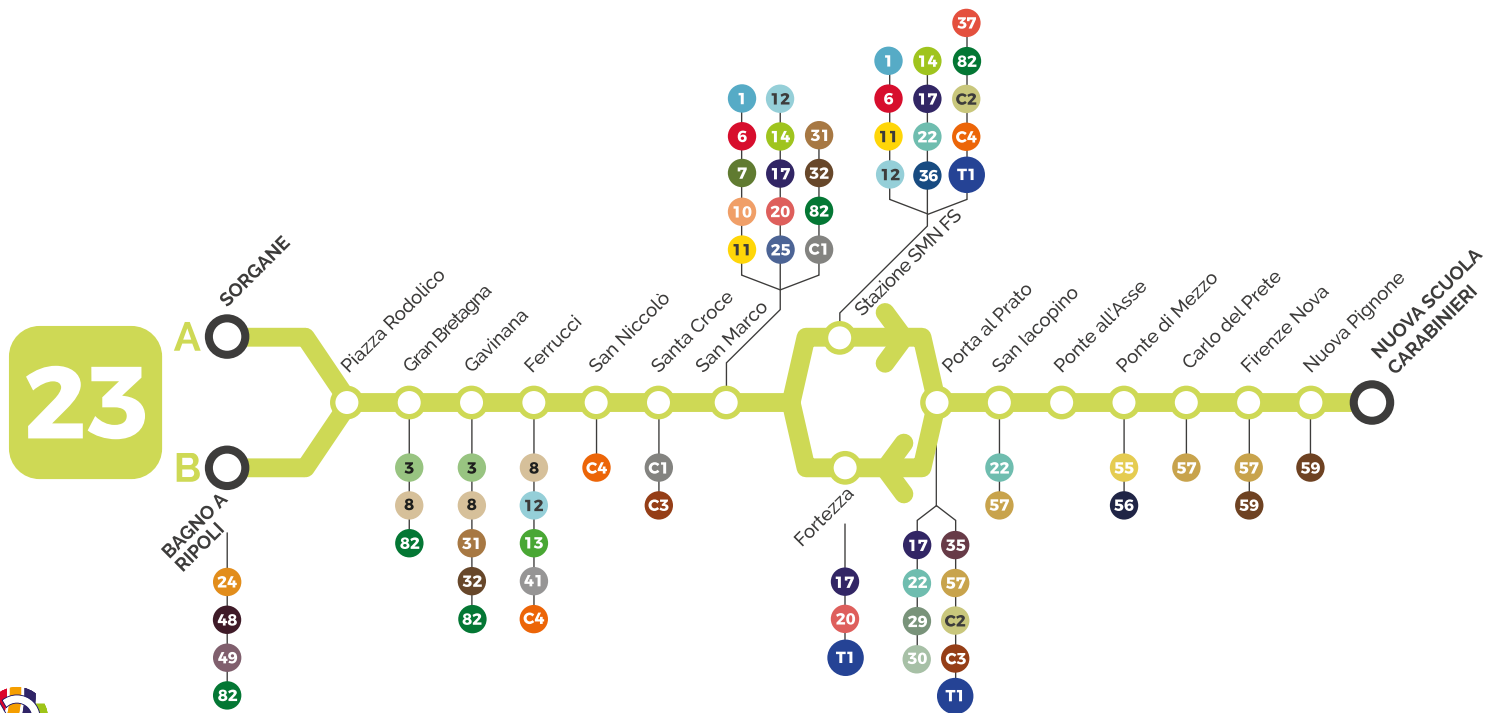 23
A
SORGANE
B
BAGNO A
RIPOLI
24
48
49
82
Piazza Rodolico
Gran Bretagna
3
8
82
Gavinana
3
8
31
32
82
Ferrucci
8
12
13
41
C4
San Niccolò
C4
Santa Croce
C1
C3
San Marco
1
6
7
10
11
12
14
17
20
25
31
32
82
C1
Stazione SMN FS
1
6
11
12
14
17
22
36
37
82
C2
C4
T1
Fortezza
17
20
T1
Porta al Prato
17
22
29
30
35
57
C2
C3
T1
San Iacopino
22
57
Ponte all'Asse
Ponte di Mezzo
55
56
Carlo del Prete
57
Firenze Nova
57
59
Nuova Pignone
59
NUOVA SCUOLA
CARABINIERI